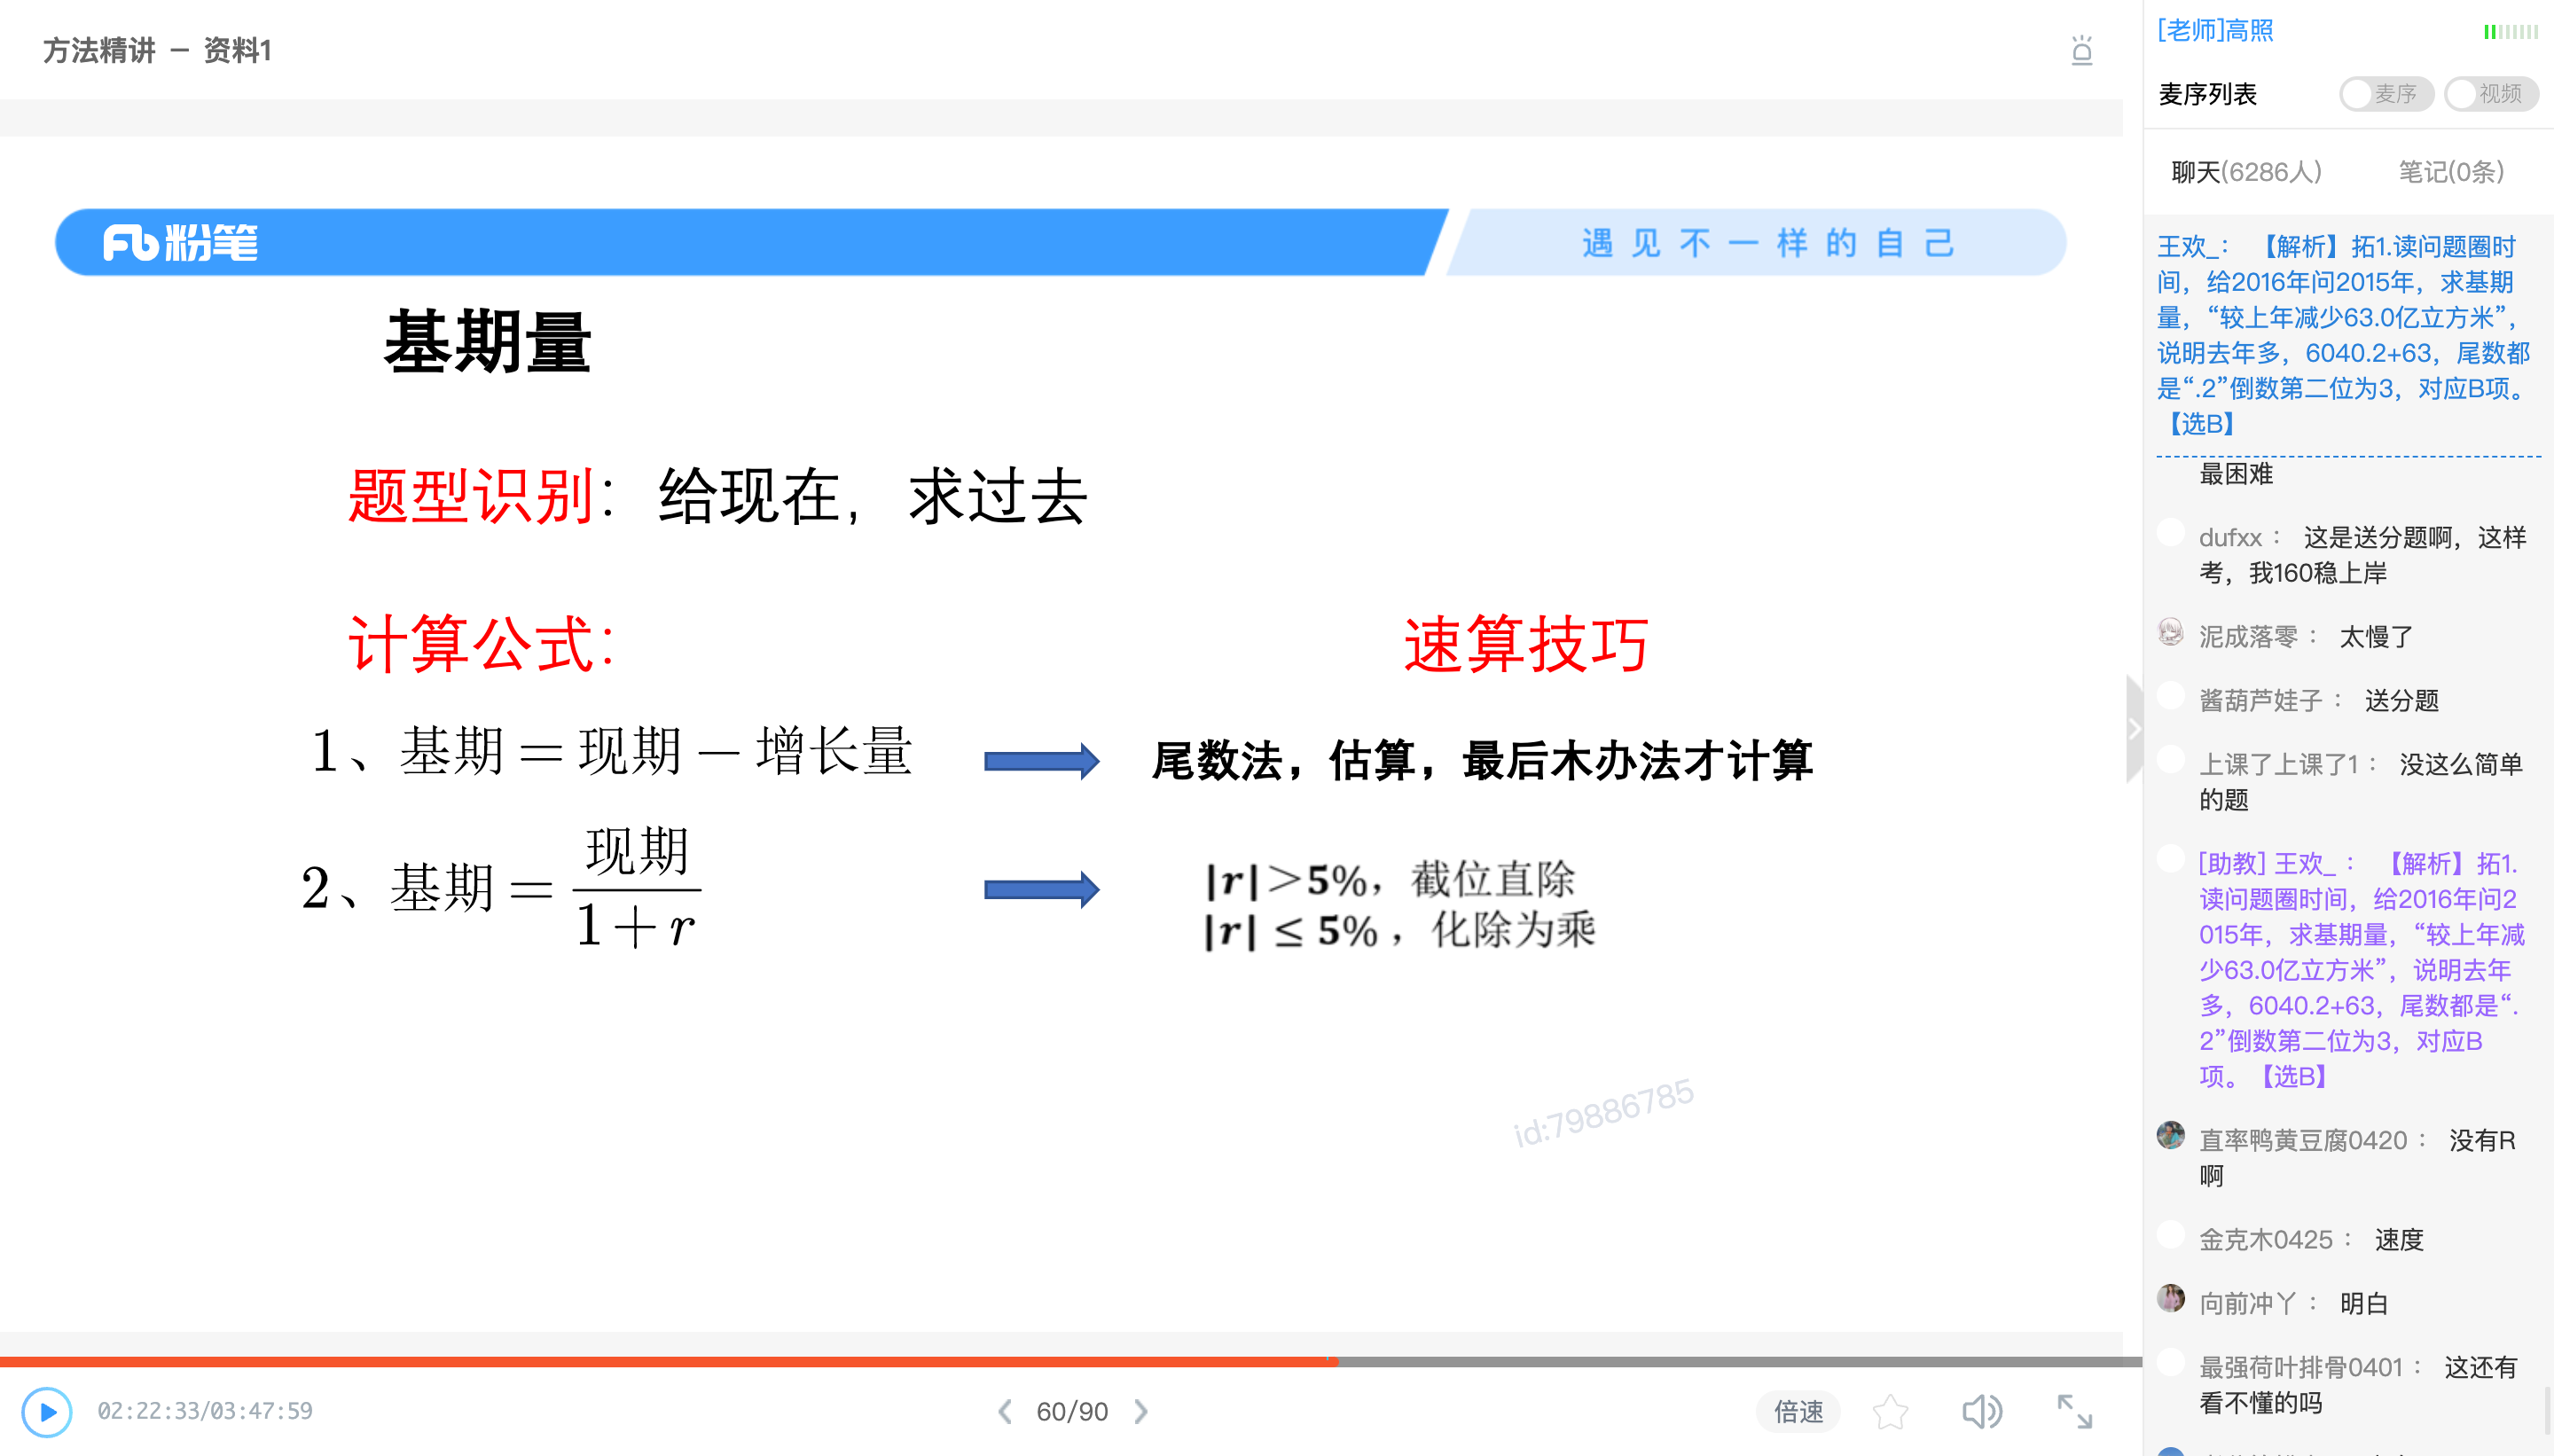 方法精讲 – 资料1
粉笔
遇见不一样的自己
基期量
题型识别：给现在，求过去
计算公式：
速算技巧
1、基期＝现期－增长量
尾数法，估算，最后木办法才计算
2、基期＝现期/1＋r
|r|＞5%，截位直除
|r| ≤ 5%，化除为乘
id:79886785
02:22:33/03:47:59
60/90
倍速
[老师]高照
麦序列表
麦序
视频
聊天(6286人)
笔记(0条)
王欢_： 【解析】拓1.读问题圈时
间，给2016年问2015年，求基期
量，“较上年减少63.0亿立方米”，
说明去年多，6040.2+63，尾数都
是“.2”倒数第二位为3，对应B项。
【选B】
最困难
dufxx： 这是送分题啊，这样
考，我160稳上岸
泥成落零： 太慢了
酱葫芦娃子： 送分题
上课了上课了1： 没这么简单
的题
[助教] 王欢_： 【解析】拓1.
读问题圈时间，给2016年问2
015年，求基期量，“较上年减
少63.0亿立方米”，说明去年
多，6040.2+63，尾数都是“.
2”倒数第二位为3，对应B
项。【选B】
直率鸭黄豆腐0420： 没有R
啊
金克木0425： 速度
向前冲丫： 明白
最强荷叶排骨0401： 这还有
看不懂的吗